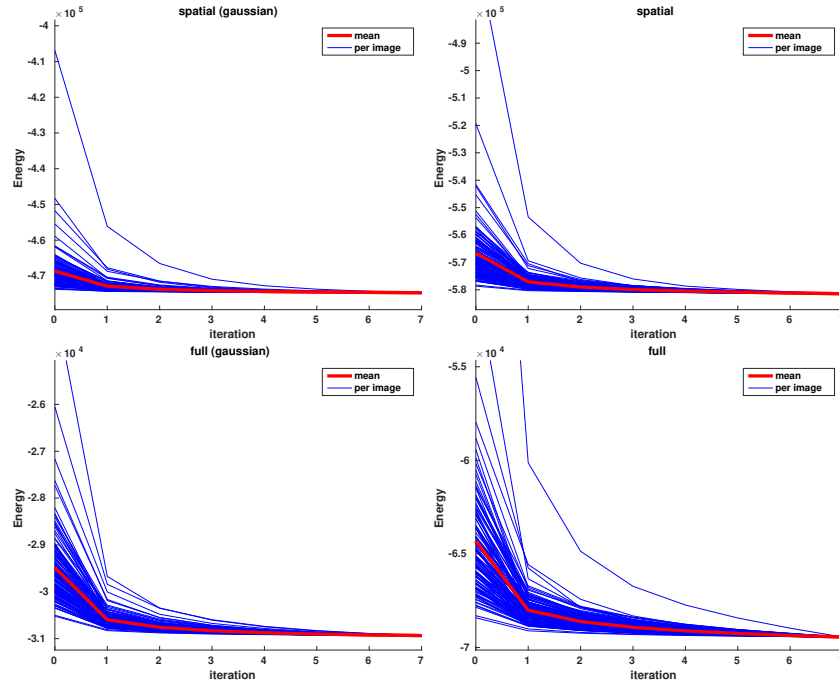 spatial (gaussian)
× 10^5
-4
-4.1
-4.2
-4.3
-4.4
-4.5
-4.6
-4.7
Energy
mean
per image
0 1 2 3 4 5 6 7
iteration
spatial
× 10^5
-4.9
-5
-5.1
-5.2
-5.3
-5.4
-5.5
-5.6
-5.7
-5.8
Energy
mean
per image
0 1 2 3 4 5 6
iteration
full (gaussian)
× 10^4
-2.6
-2.7
-2.8
-2.9
-3
-3.1
Energy
mean
per image
0 1 2 3 4 5 6 7
iteration
full
× 10^4
-5.5
-6
-6.5
-7
Energy
mean
per image
0 1 2 3 4 5 6
iteration